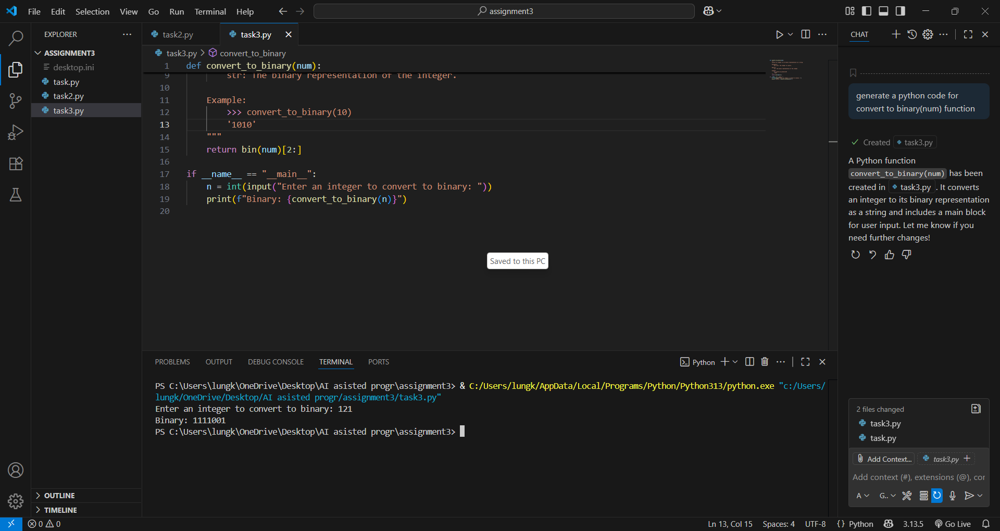 File Edit Selection View Go Run Terminal Help
assignment3
EXPLORER
ASSIGNMENT3
desktop.ini
task.py
task2.py
task3.py
OUTLINE
TIMELINE
task2.py
task3.py
task3.py > convert_to_binary
1 def convert_to_binary(num):
9 str: The binary representation of the integer.
10
11 Example:
12 >>> convert_to_binary(10)
13 '1010'
14 """
15 return bin(num)[2:]
16
17 if __name__ == "__main__":
18 n = int(input("Enter an integer to convert to binary: "))
19 print(f"Binary: {convert_to_binary(n)}")
20
Saved to this PC
PROBLEMS OUTPUT DEBUG CONSOLE TERMINAL PORTS
Python
PS C:\Users\lungk\OneDrive\Desktop\AI asisted progr\assignment3> & C:/Users/lungk/AppData/Local/Programs/Python/Python313/python.exe "c:/Users/
lungk/OneDrive/Desktop/AI asisted progr/assignment3/task3.py"
Enter an integer to convert to binary: 121
Binary: 1111001
PS C:\Users\lungk\OneDrive\Desktop\AI asisted progr\assignment3>
CHAT
generate a python code for
convert to binary(num) function
Created task3.py
A Python function
convert_to_binary(num) has been
created in task3.py . It converts
an integer to its binary representation
as a string and includes a main block
for user input. Let me know if you
need further changes!
2 files changed
task3.py
task.py
Add Context... task3.py
Add context (#), extensions (@), cor
A G..
0 0
Ln 13, Col 15 Spaces: 4 UTF-8 {} Python 3.13.5 Go Live